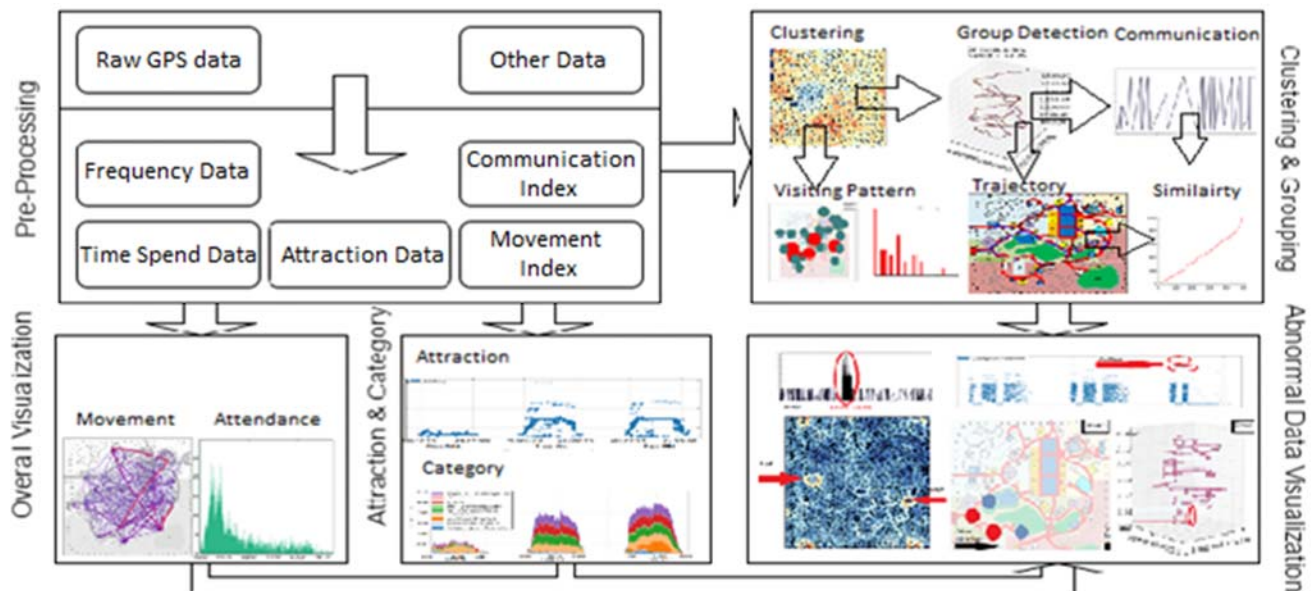 Pre-Processing
Raw GPS data
Other Data
Frequency Data
Communication
Index
Time Spend Data
Attraction Data
Movement
Index
Clustering & Grouping
Clustering
Group Detection
Communication
Visiting Pattern
Trajectory
Similairty
Overal Visualization
Movement
Attendance
Attraction & Category
Attraction
Category
Abnormal Data Visualization